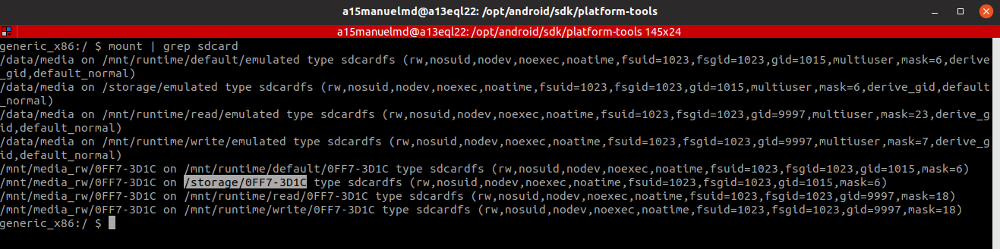 a15manuelmd@a13eql22: /opt/android/sdk/platform-tools
a15manuelmd@a13eql22: /opt/android/sdk/platform-tools 145x24
generic_x86:/ $ mount | grep sdcard
/data/media on /mnt/runtime/default/emulated type sdcardfs (rw,nosuid,nodev,noexec,noatime,fsuid=1023,fsgid=1023,gid=1015,multiuser,mask=6,derive
_gid,default_normal)
/data/media on /storage/emulated type sdcardfs (rw,nosuid,nodev,noexec,noatime,fsuid=1023,fsgid=1023,gid=1015,multiuser,mask=6,derive_gid,default
_normal)
/data/media on /mnt/runtime/read/emulated type sdcardfs (rw,nosuid,nodev,noexec,noatime,fsuid=1023,fsgid=1023,gid=9997,multiuser,mask=23,derive_g
id,default_normal)
/data/media on /mnt/runtime/write/emulated type sdcardfs (rw,nosuid,nodev,noexec,noatime,fsuid=1023,fsgid=1023,gid=9997,multiuser,mask=7,derive_g
id,default_normal)
/mnt/media_rw/0FF7-3D1C on /mnt/runtime/default/0FF7-3D1C type sdcardfs (rw,nosuid,nodev,noexec,noatime,fsuid=1023,fsgid=1023,gid=1015,mask=6)
/mnt/media_rw/0FF7-3D1C on /storage/0FF7-3D1C type sdcardfs (rw,nosuid,nodev,noexec,noatime,fsuid=1023,fsgid=1023,gid=1015,mask=6)
/mnt/media_rw/0FF7-3D1C on /mnt/runtime/read/0FF7-3D1C type sdcardfs (rw,nosuid,nodev,noexec,noatime,fsuid=1023,fsgid=1023,gid=9997,mask=18)
/mnt/media_rw/0FF7-3D1C on /mnt/runtime/write/0FF7-3D1C type sdcardfs (rw,nosuid,nodev,noexec,noatime,fsuid=1023,fsgid=1023,gid=9997,mask=18)
generic_x86:/ $